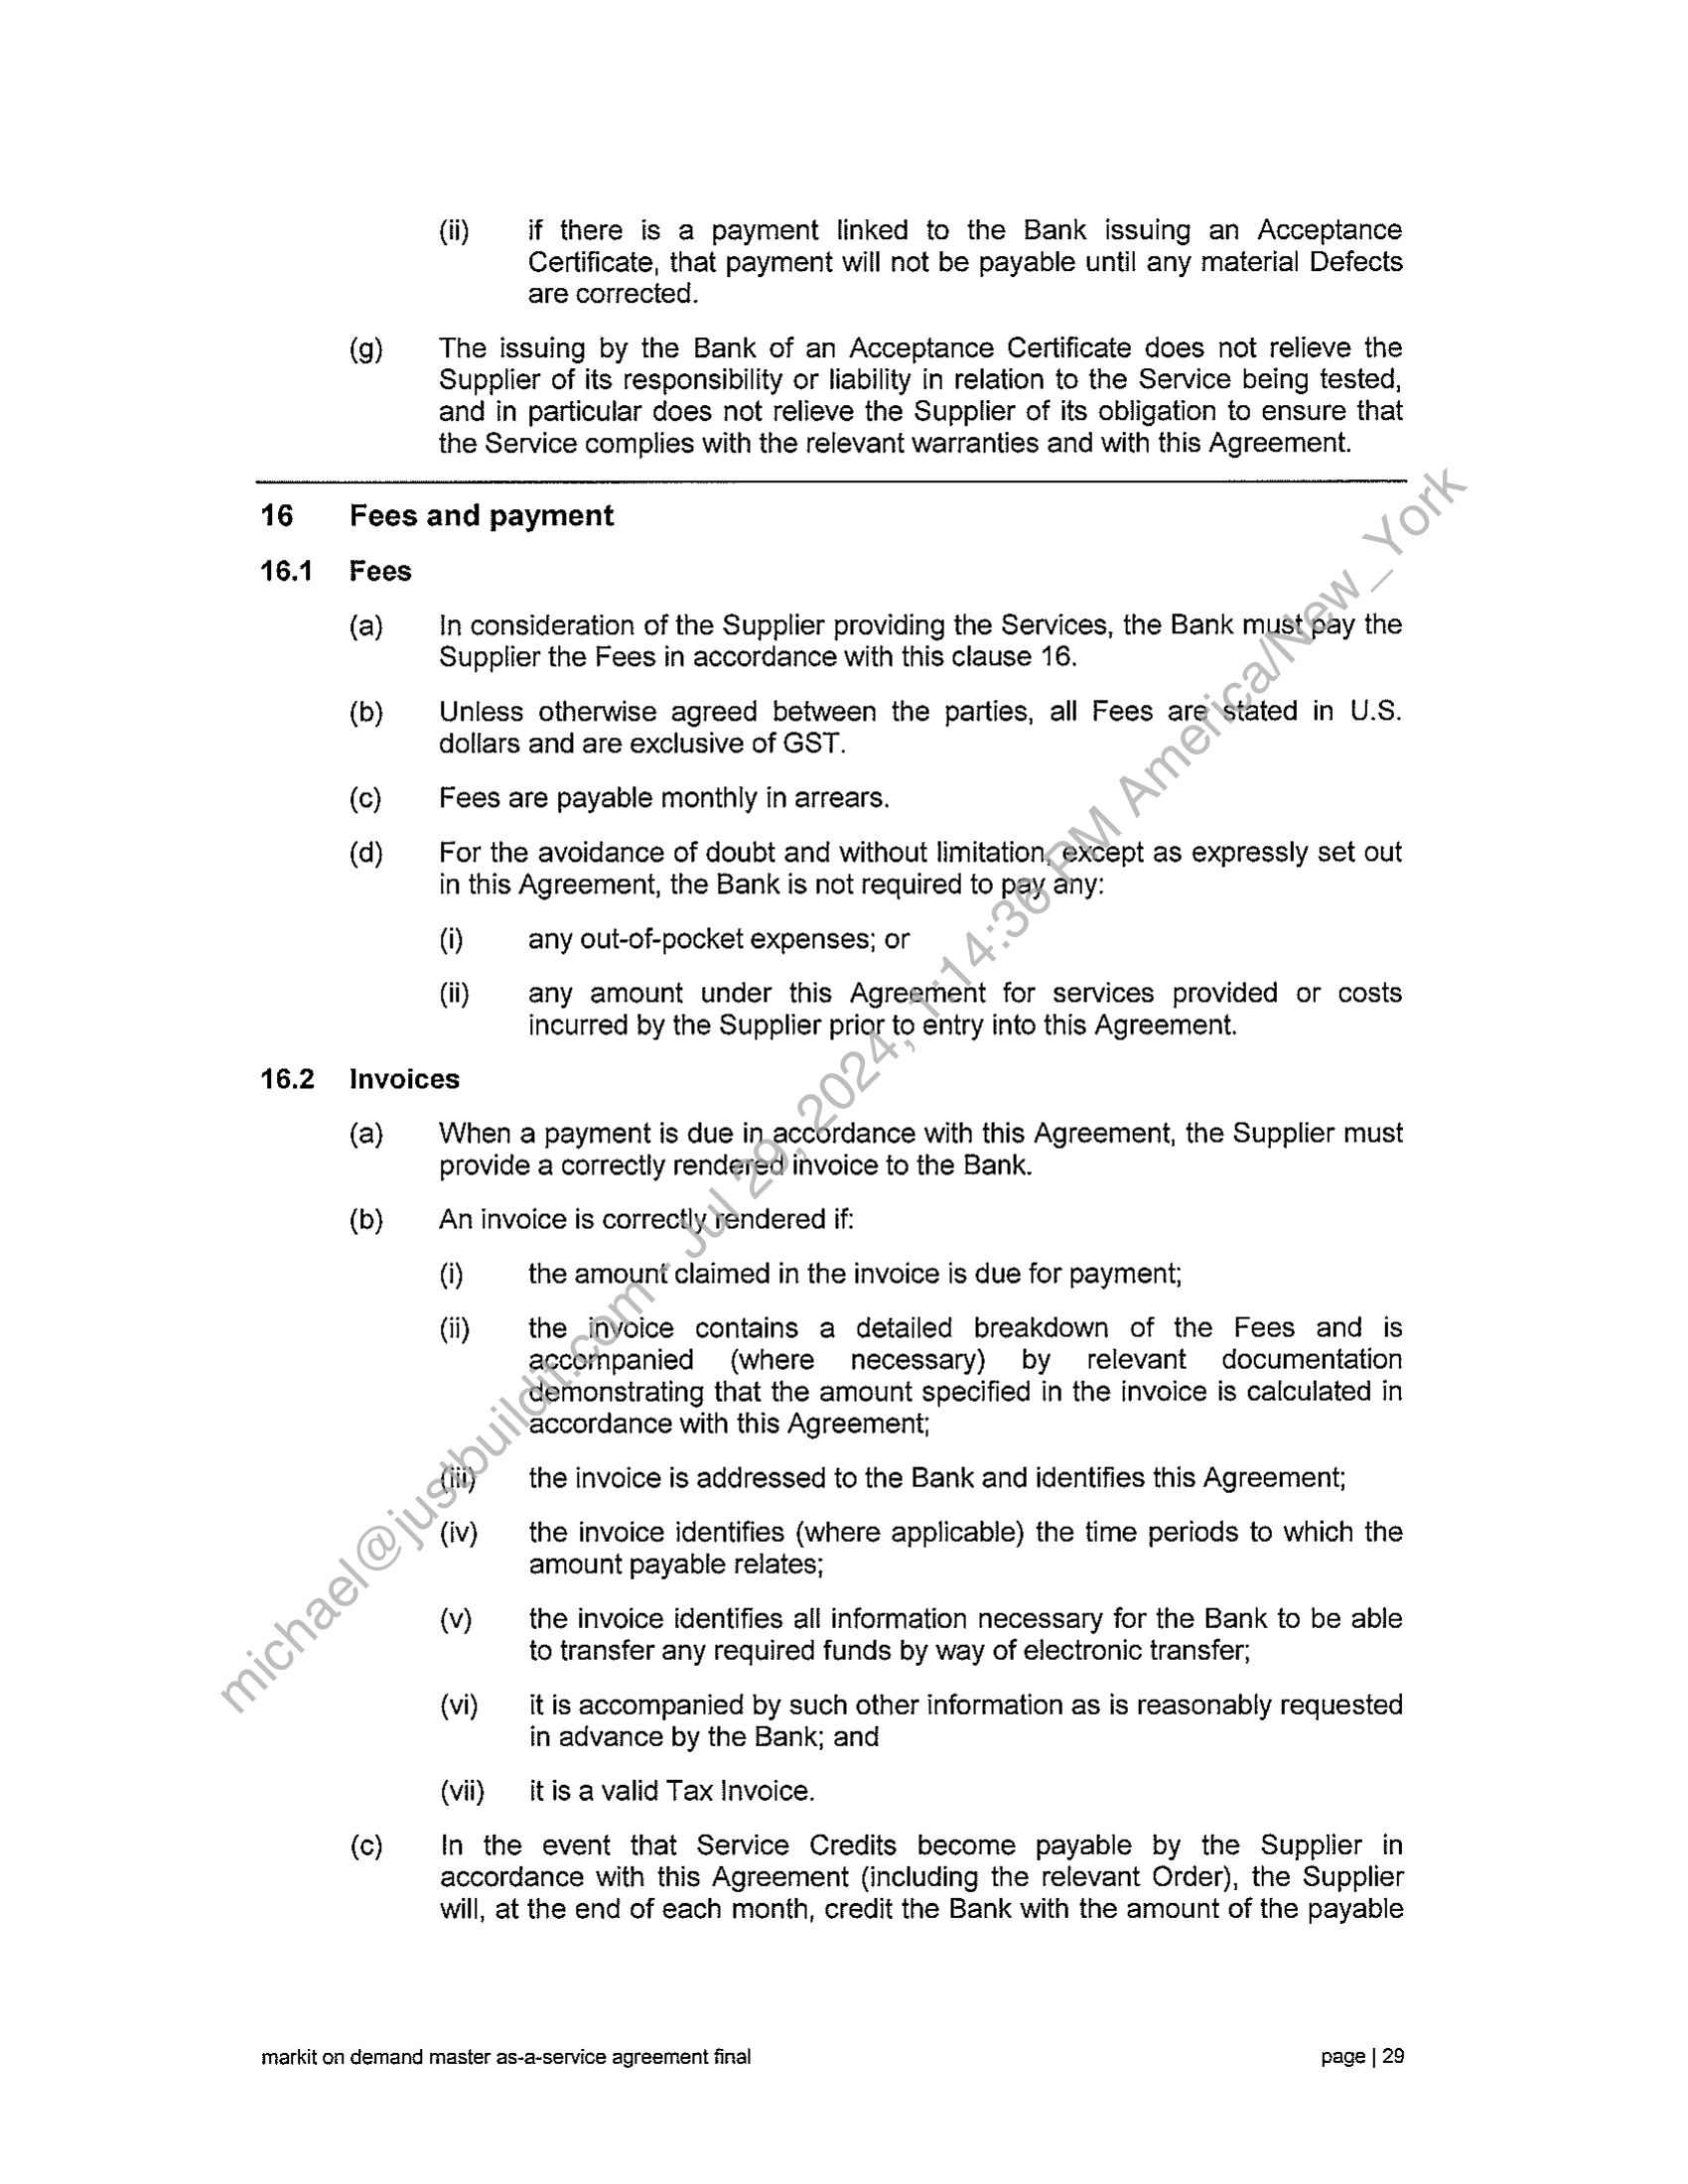 (ii) if there is a payment linked to the Bank issuing an Acceptance
Certificate, that payment will not be payable until any material Defects
are corrected.
(g) The issuing by the Bank of an Acceptance Certificate does not relieve the
Supplier of its responsibility or liability in relation to the Service being tested,
and in particular does not relieve the Supplier of its obligation to ensure that
the Service complies with the relevant warranties and with this Agreement.
16 Fees and payment
16.1 Fees
(a) In consideration of the Supplier providing the Services, the Bank must pay the
Supplier the Fees in accordance with this clause 16.
(b) Unless otherwise agreed between the parties, all Fees are stated in U.S.
dollars and are exclusive of GST.
(c) Fees are payable monthly in arrears.
(d) For the avoidance of doubt and without limitation, except as expressly set out
in this Agreement, the Bank is not required to pay any:
(i) any out-of-pocket expenses; or
(ii) any amount under this Agreement for services provided or costs
incurred by the Supplier prior to entry into this Agreement.
16.2 Invoices
(a) When a payment is due in accordance with this Agreement, the Supplier must
provide a correctly rendered invoice to the Bank.
(b) An invoice is correctly rendered if:
(i) the amount claimed in the invoice is due for payment;
(ii) the invoice contains a detailed breakdown of the Fees and is
accompanied (where necessary) by relevant documentation
demonstrating that the amount specified in the invoice is calculated in
accordance with this Agreement;
(iii) the invoice is addressed to the Bank and identifies this Agreement;
(iv) the invoice identifies (where applicable) the time periods to which the
amount payable relates;
(v) the invoice identifies all information necessary for the Bank to be able
to transfer any required funds by way of electronic transfer;
(vi) it is accompanied by such other information as is reasonably requested
in advance by the Bank; and
(vii) it is a valid Tax Invoice.
(c) In the event that Service Credits become payable by the Supplier in
accordance with this Agreement (including the relevant Order), the Supplier
will, at the end of each month, credit the Bank with the amount of the payable
markit on demand master as-a-service agreement final page | 29
michael@justbuildit.com - Jul 29, 2024, 1:14:36 PM America/New_York